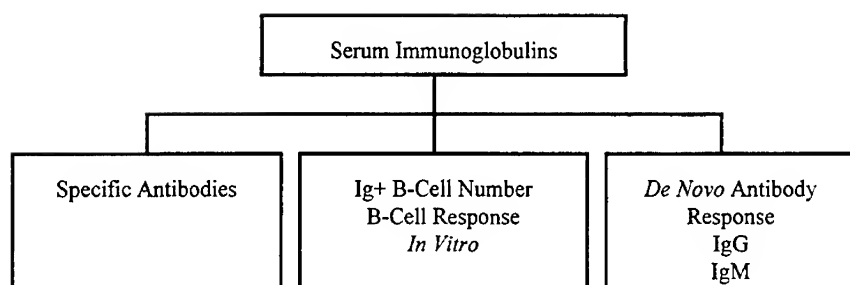 Serum Immunoglobulins
Specific Antibodies
Ig+ B-Cell Number
B-Cell Response
In Vitro
De Novo Antibody
Response
IgG
IgM